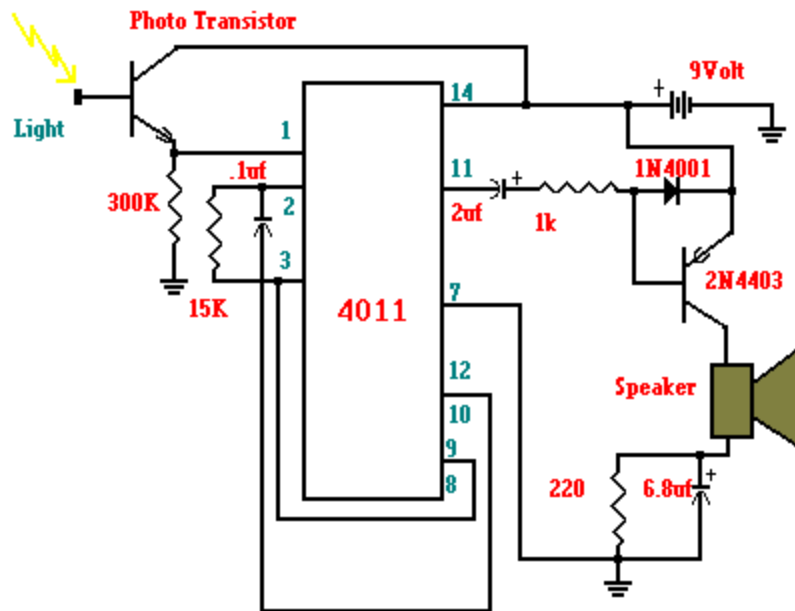 Photo Transistor
9Volt
+
14
Light
1
11
1N4001
.1uf
+
300K
2
2uf
1k
3
7
2N4403
15K
4011
12
Speaker
10
9
220
6.8uf
+
8